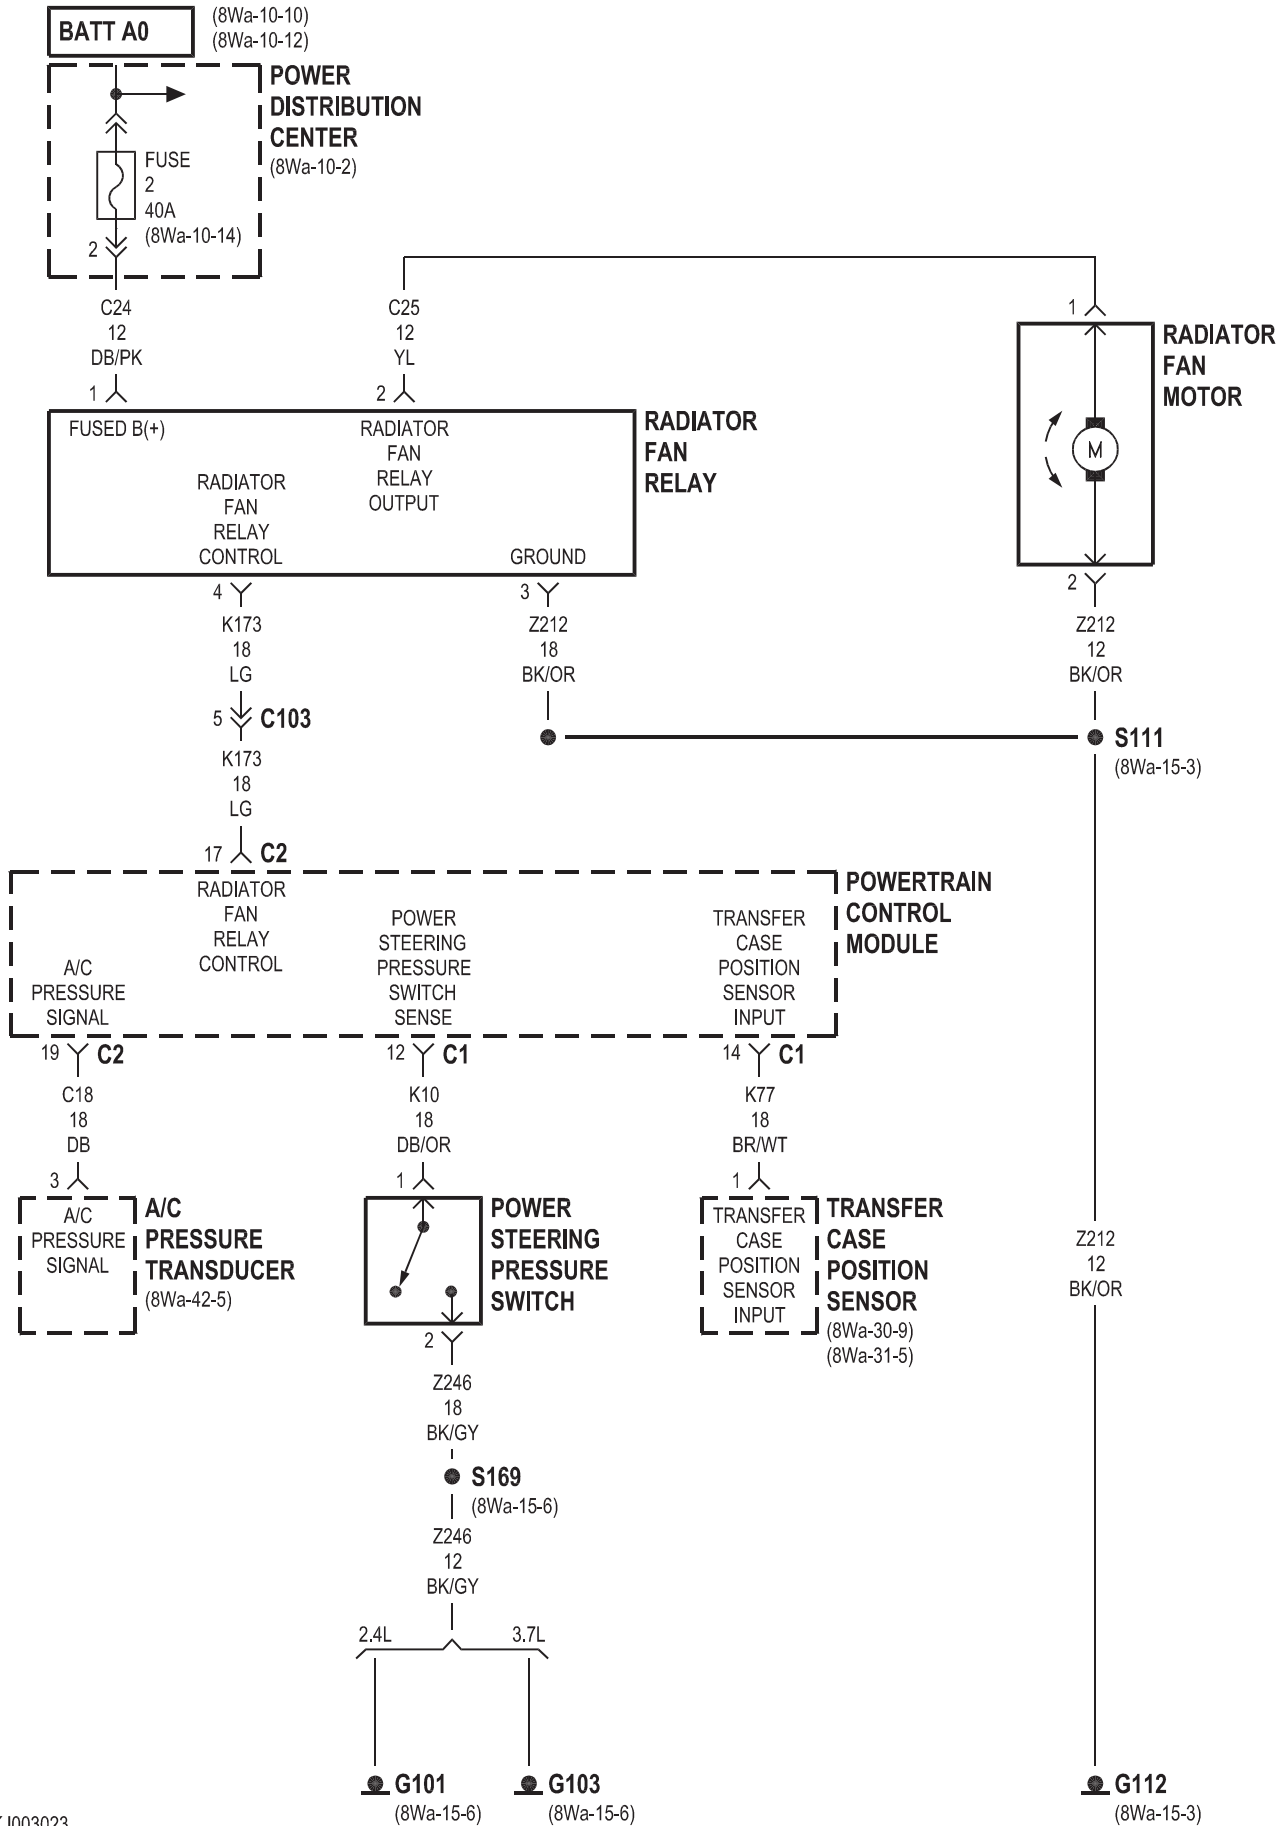 BATT A0
(8Wa-10-10)
(8Wa-10-12)
POWER
DISTRIBUTION
CENTER
(8Wa-10-2)
FUSE
2
40A
(8Wa-10-14)
2
C24
12
DB/PK
1
C25
12
YL
2
1
RADIATOR
FAN
MOTOR
M
FUSED B(+)
RADIATOR
FAN
RELAY
OUTPUT
RADIATOR
FAN
RELAY
CONTROL
GROUND
RADIATOR
FAN
RELAY
4
K173
18
LG
3
Z212
18
BK/OR
2
Z212
12
BK/OR
5
C103
K173
18
LG
S111
(8Wa-15-3)
17
C2
RADIATOR
FAN
RELAY
CONTROL
POWERTRAIN
CONTROL
MODULE
A/C
PRESSURE
SIGNAL
POWER
STEERING
PRESSURE
SWITCH
SENSE
TRANSFER
CASE
POSITION
SENSOR
INPUT
19
C2
C18
18
DB
3
12
C1
K10
18
DB/OR
1
14
C1
K77
18
BR/WT
1
A/C
PRESSURE
SIGNAL
A/C
PRESSURE
TRANSDUCER
(8Wa-42-5)
POWER
STEERING
PRESSURE
SWITCH
TRANSFER
CASE
POSITION
SENSOR
INPUT
TRANSFER
CASE
POSITION
SENSOR
(8Wa-30-9)
(8Wa-31-5)
Z212
12
BK/OR
2
Z246
18
BK/GY
S169
(8Wa-15-6)
Z246
12
BK/GY
2.4L
3.7L
G101
(8Wa-15-6)
G103
(8Wa-15-6)
G112
(8Wa-15-3)